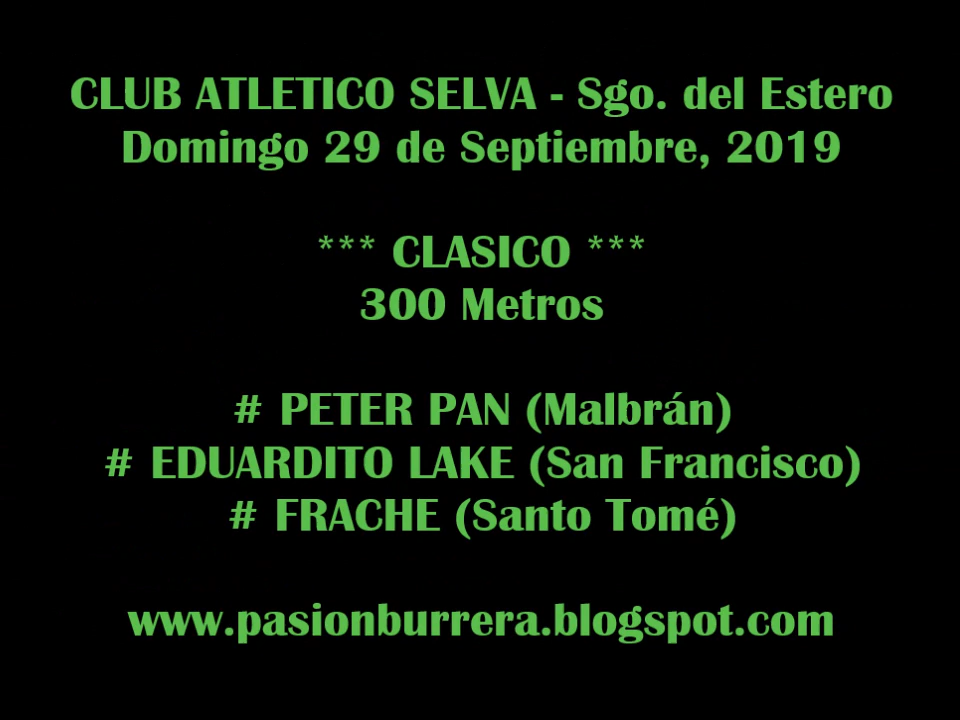 CLUB ATLETICO SELVA - Sgo. del Estero
Domingo 29 de Septiembre, 2019
*** CLASICO ***
300 Metros
# PETER PAN (Malbrán)
# EDUARDITO LAKE (San Francisco)
# FRACHE (Santo Tomé)
www.pasionburrera.blogspot.com